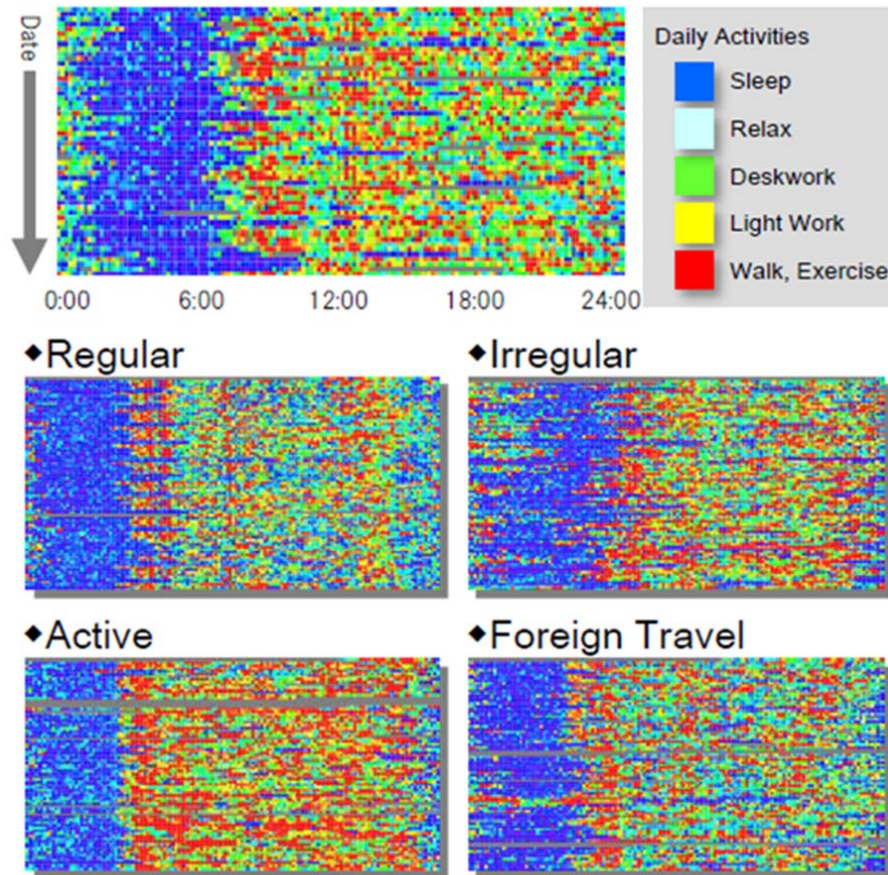 Date
Daily Activities
Sleep
Relax
Deskwork
Light Work
Walk, Exercise
0:00 6:00 12:00 18:00 24:00
◆Regular
◆Irregular
◆Active
◆Foreign Travel